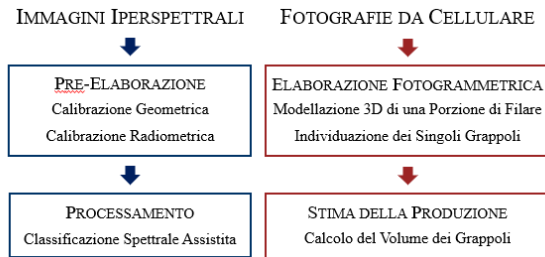 IMMAGINI IPERSPETTRALI
PRE-ELABORAZIONE
Calibrazione Geometrica
Calibrazione Radiometrica
PROCESSAMENTO
Classificazione Spettrale Assistita
FOTOGRAFIE DA CELLULARE
ELABORAZIONE FOTOGRAMMETRICA
Modellazione 3D di una Porzione di Filare
Individuazione dei Singoli Grappoli
STIMA DELLA PRODUZIONE
Calcolo del Volume dei Grappoli